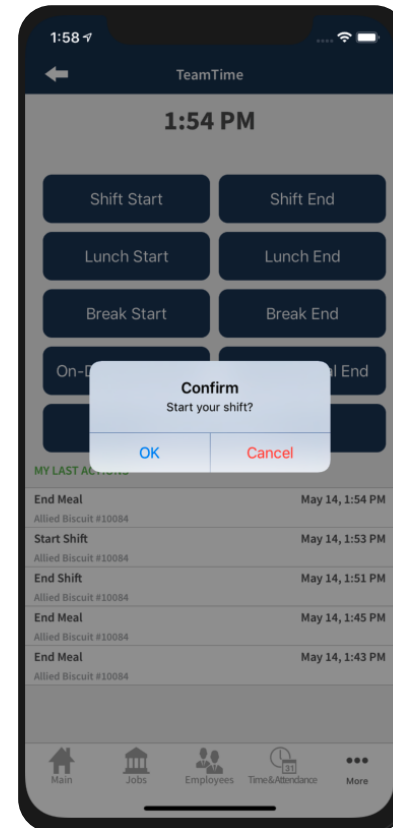 1:58
TeamTime
1:54 PM
Shift Start
Shift End
Lunch Start
Lunch End
Break Start
Break End
End
Confirm
Start your shift?
OK
Cancel
MY LAST
End Meal
May 14, 1:54 PM
Allied Biscuit #10084
Start Shift
May 14, 1:53 PM
Allied Biscuit #10084
End Shift
May 14, 1:51 PM
Allied Biscuit #10084
End Meal
May 14, 1:45 PM
Allied Biscuit #10084
End Meal
May 14, 1:43 PM
Allied Biscuit #10084
31
Main
Jobs
Employees
Time&Attendance
More